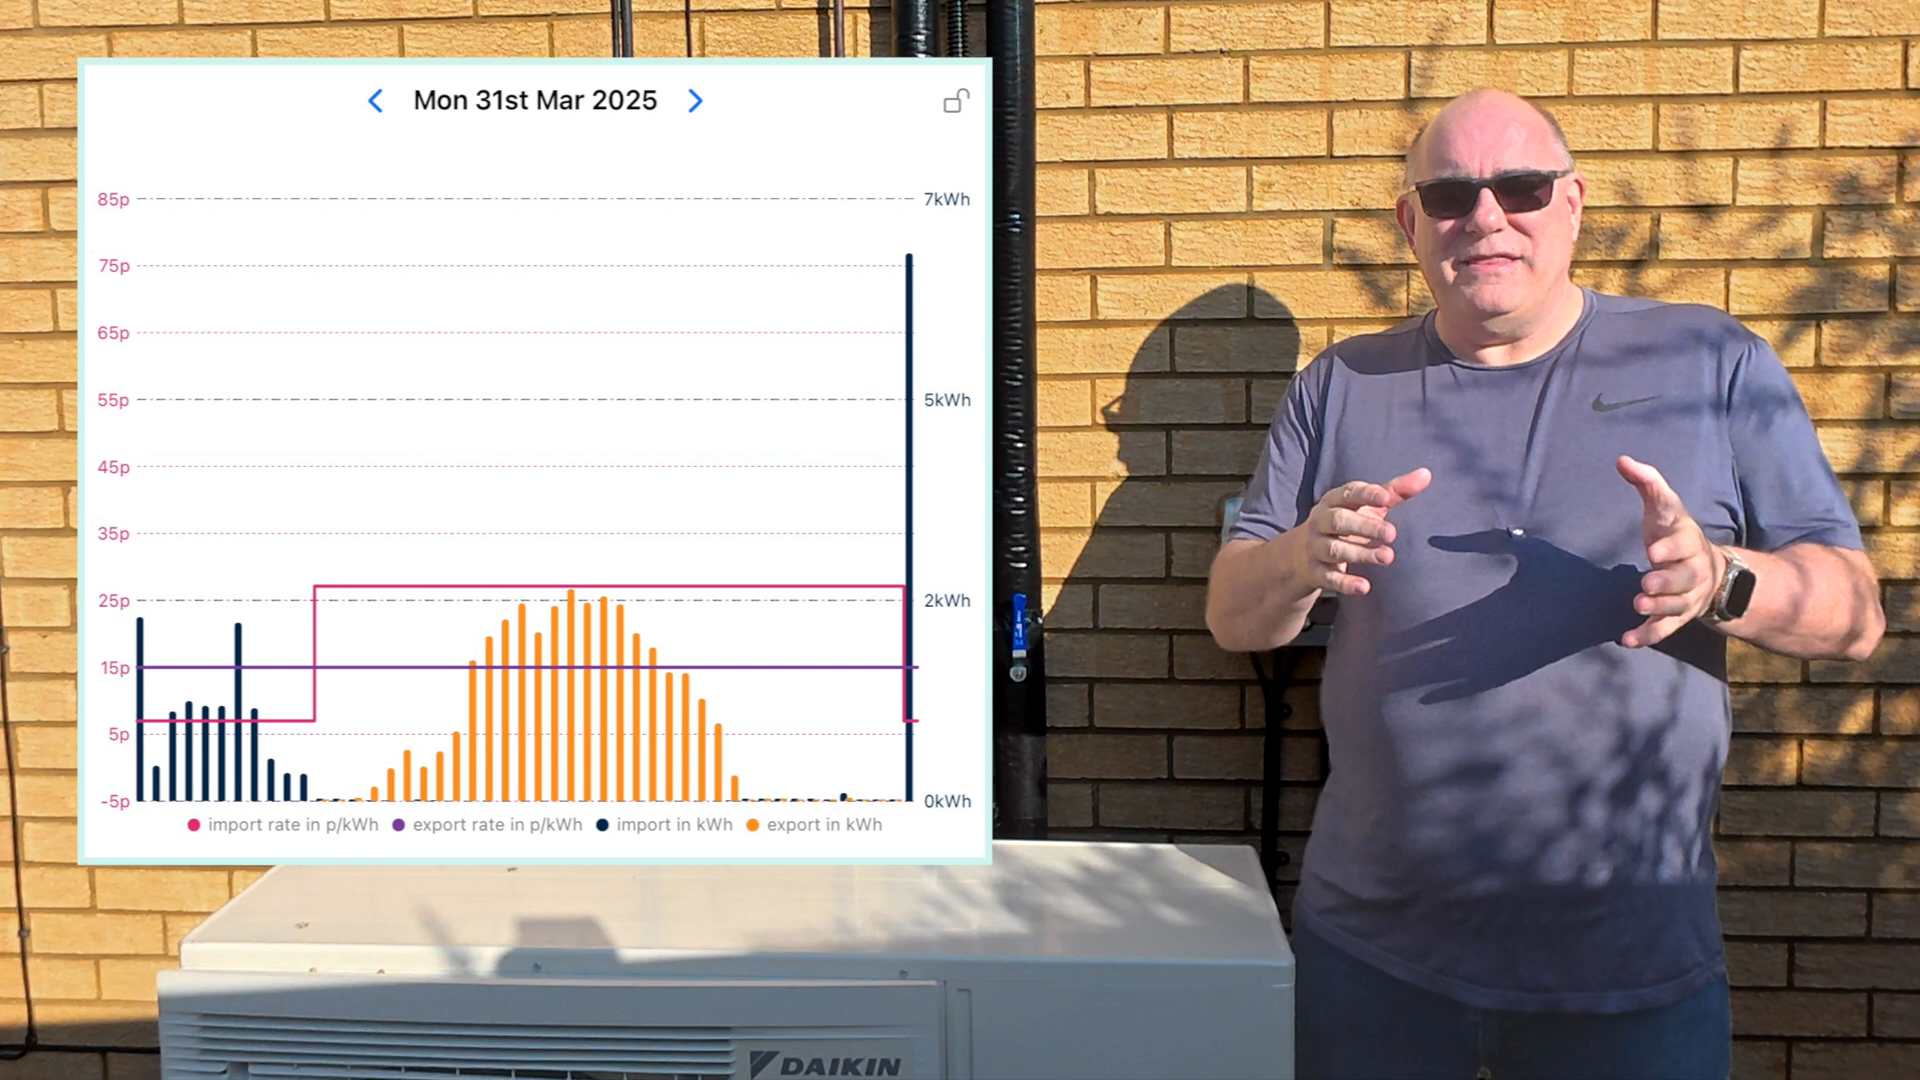 Mon 31st Mar 2025
85p
7kWh
75p
65p
55p
5kWh
45p
35p
25p
2kWh
15p
5p
-5p
0kWh
import rate in p/kWh
export rate in p/kWh
import in kWh
export in kWh
DAIKIN